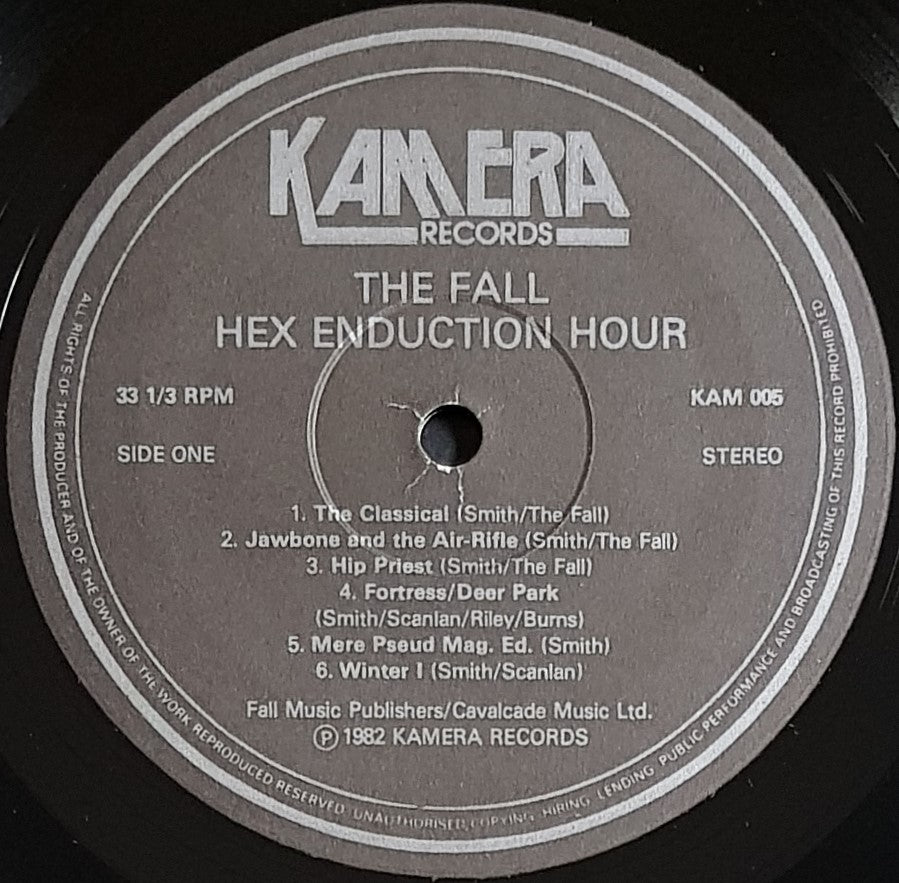 KAMERA
RECORDS
THE FALL
HEX ENDUCTION HOUR
33 1/3 RPM
KAM 005
SIDE ONE
STEREO
1. The Classical (Smith/The Fall)
2. Jawbone and the Air-Rifle (Smith/The Fall)
3. Hip Priest (Smith/The Fall)
4. Fortress/Deer Park
(Smith/Scanlan/Riley/Burns)
5. Mere Pseud Mag. Ed. (Smith)
6. Winter I (Smith/Scanlan)
Fall Music Publishers/Cavalcade Music Ltd.
Ⓟ 1982 KAMERA RECORDS
ALL RIGHTS OF THE PRODUCER AND OF THE OWNER OF THE WORK REPRODUCED RESERVED. UNAUTHORISED, COPYING, HIRING, LENDING, PUBLIC PERFORMANCE AND BROADCASTING OF THIS RECORD PROHIBITED